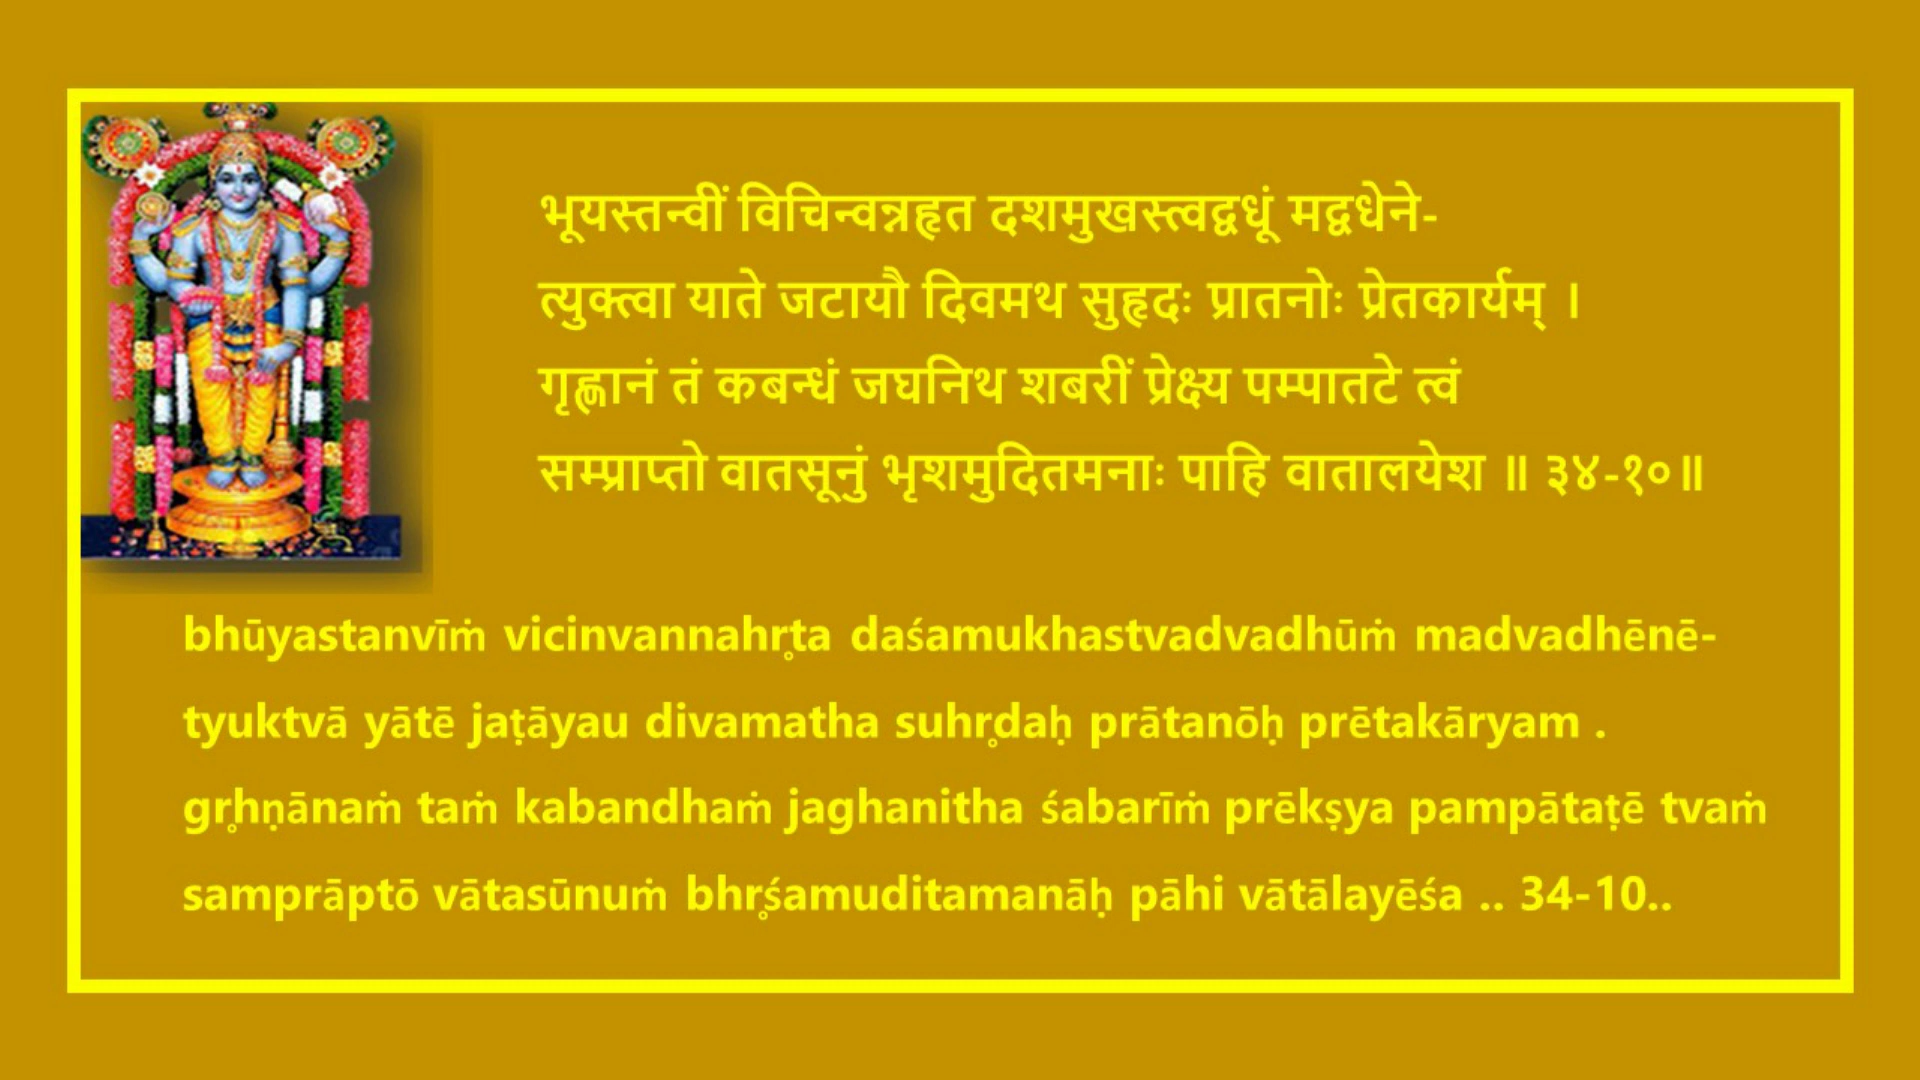 भूयस्तन्वीं विचिन्वन्नहृत दशमुखस्त्वद्वधूं मद्वधेने-
त्युक्त्वा याते जटायौ दिवमथ सुहृदः प्रातनोः प्रेतकार्यम् ।
गृह्णानं तं कबन्धं जघनिथ शबरीं प्रेक्ष्य पम्पातटे त्वं
सम्प्राप्तो वातसूनुं भृशमुदितमनाः पाहि वातालयेश ॥ ३४-१०॥
bhūyastanvīṁ vicinvannahr̥ta daśamukhastvadvadhūṁ madvadhēnē-
tyuktvā yātē jaṭāyau divamatha suhr̥daḥ prātanōḥ prētakāryam .
gr̥hṇānaṁ taṁ kabandhaṁ jaghanitha śabarīṁ prēkṣya pampātaṭē tvaṁ
samprāptō vātasūnuṁ bhr̥śamuditamanāḥ pāhi vātālayēśa .. 34-10..